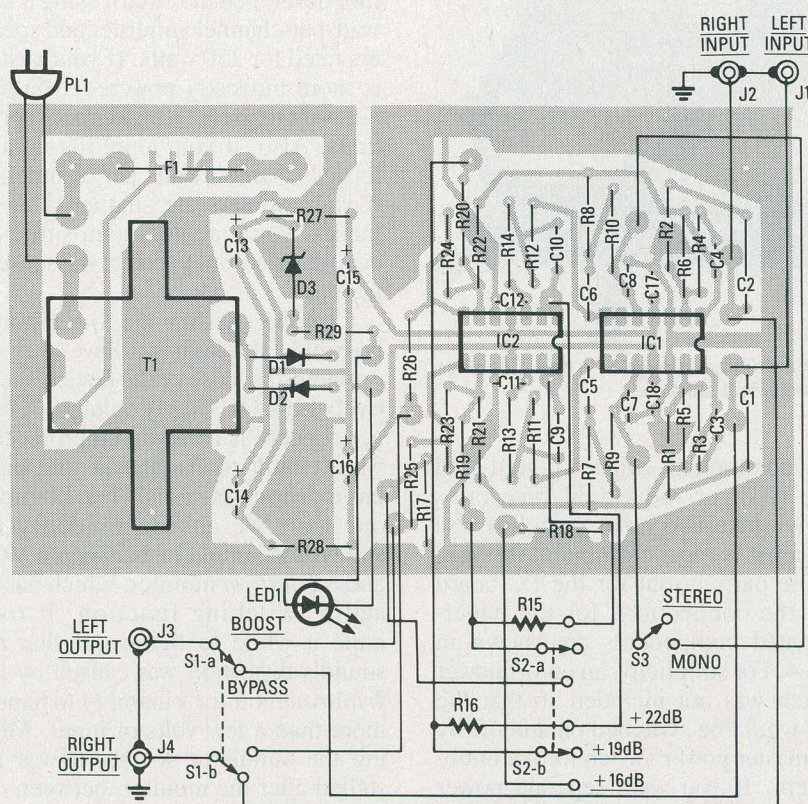 RIGHT INPUT
LEFT INPUT
PL1
J2
J1
F1
R27
C13
D3
C15
R29
D1
D2
T1
C14
C16
R28
R26
R25
R17
R24
R20
R22
R14
R12
C10
R8
R10
C6
C8
C17
R2
R6
R4
C4
C2
C12
IC2
IC1
C11
R23
R19
R21
R13
R11
C9
C5
R7
R9
C7
C18
R1
R5
R3
C3
C1
R18
LED1
LEFT OUTPUT
J3
S1-a
BOOST
BYPASS
RIGHT OUTPUT
J4
S1-b
R15
S2-a
R16
S2-b
+22dB
+19dB
+16dB
S3
STEREO
MONO